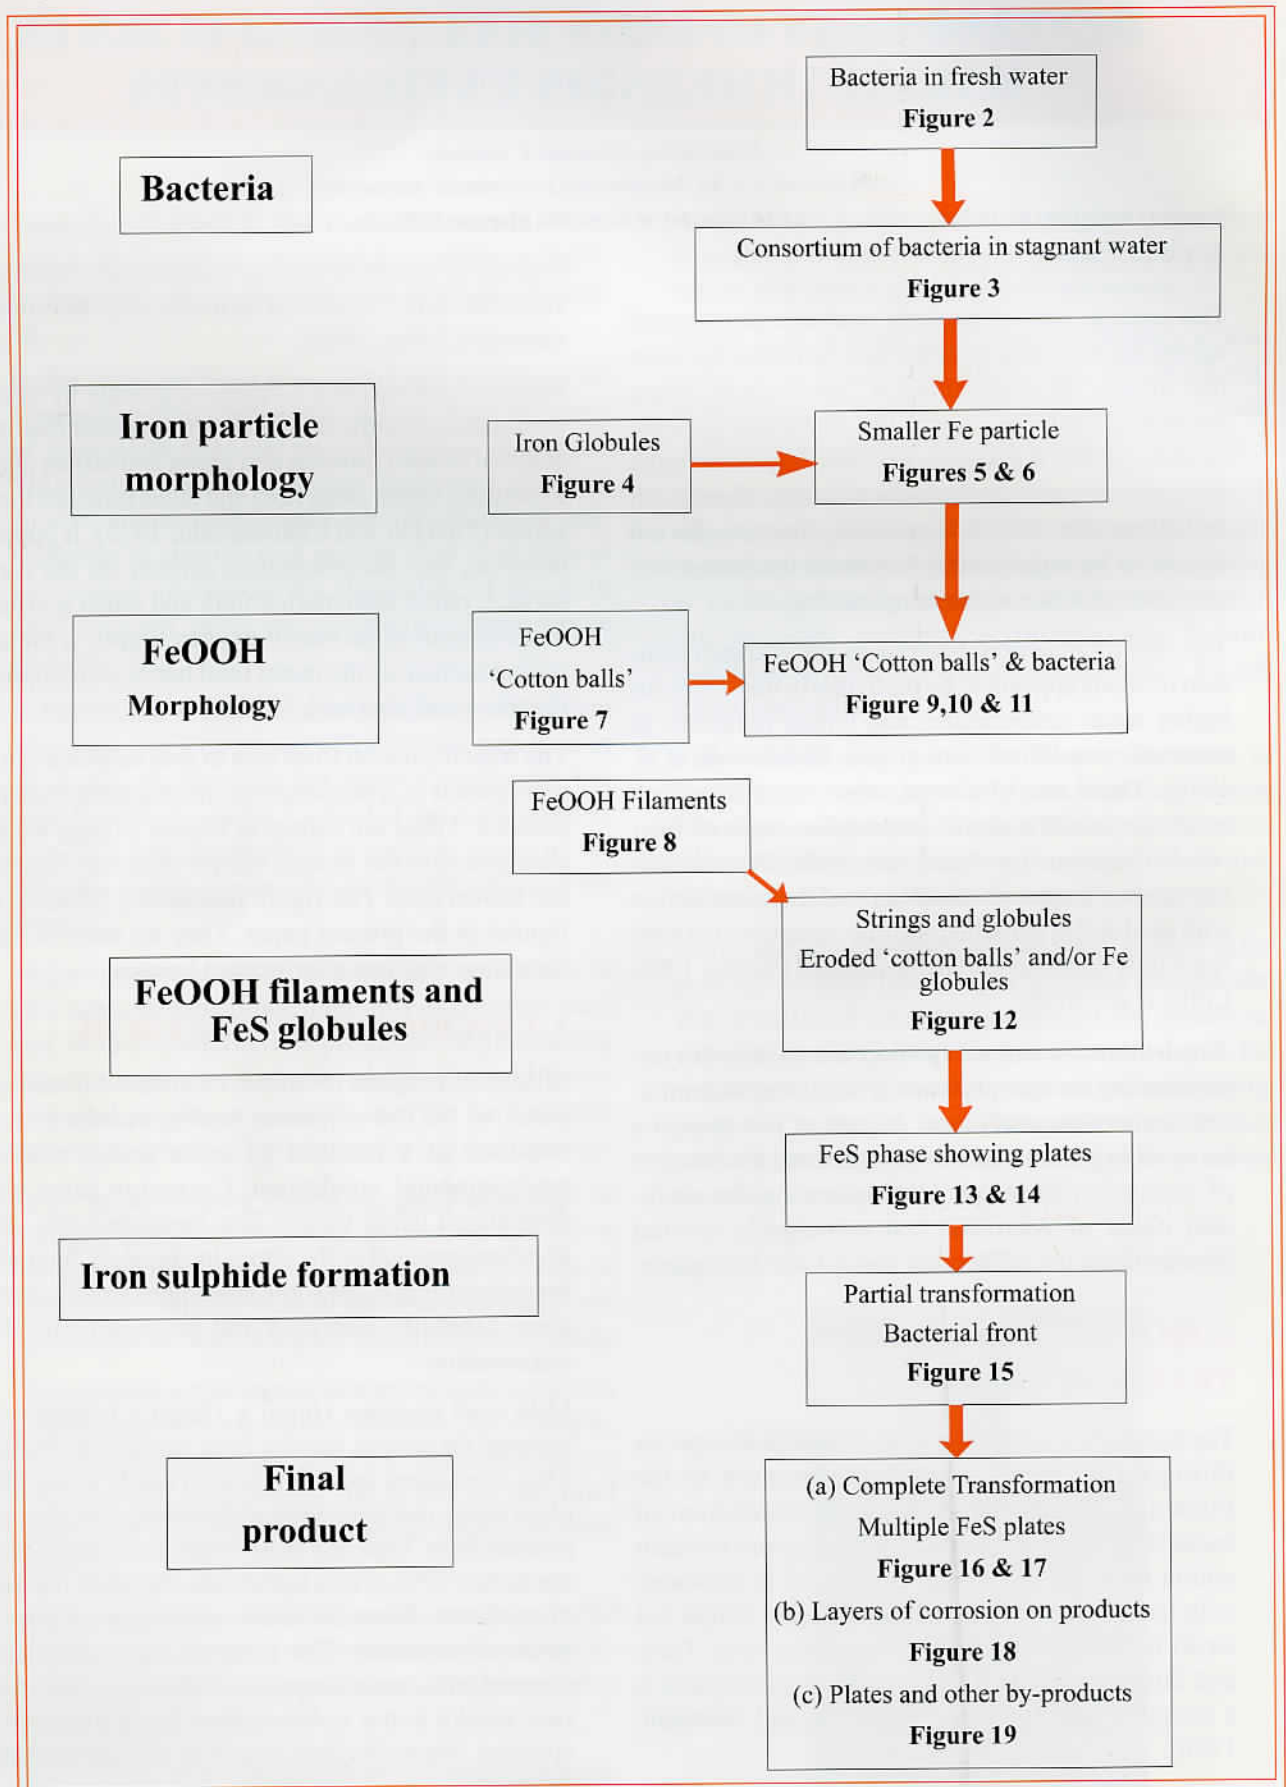 Bacteria in fresh water
Figure 2
Bacteria
Consortium of bacteria in stagnant water
Figure 3
Iron particle
morphology
Iron Globules
Figure 4
Smaller Fe particle
Figures 5 & 6
FeOOH
Morphology
FeOOH
‘Cotton balls’
Figure 7
FeOOH ‘Cotton balls’ & bacteria
Figure 9,10 & 11
FeOOH Filaments
Figure 8
Strings and globules
Eroded ‘cotton balls’ and/or Fe
globules
Figure 12
FeOOH filaments and
FeS globules
FeS phase showing plates
Figure 13 & 14
Iron sulphide formation
Partial transformation
Bacterial front
Figure 15
Final
product
(a) Complete Transformation
Multiple FeS plates
Figure 16 & 17
(b) Layers of corrosion on products
Figure 18
(c) Plates and other by-products
Figure 19